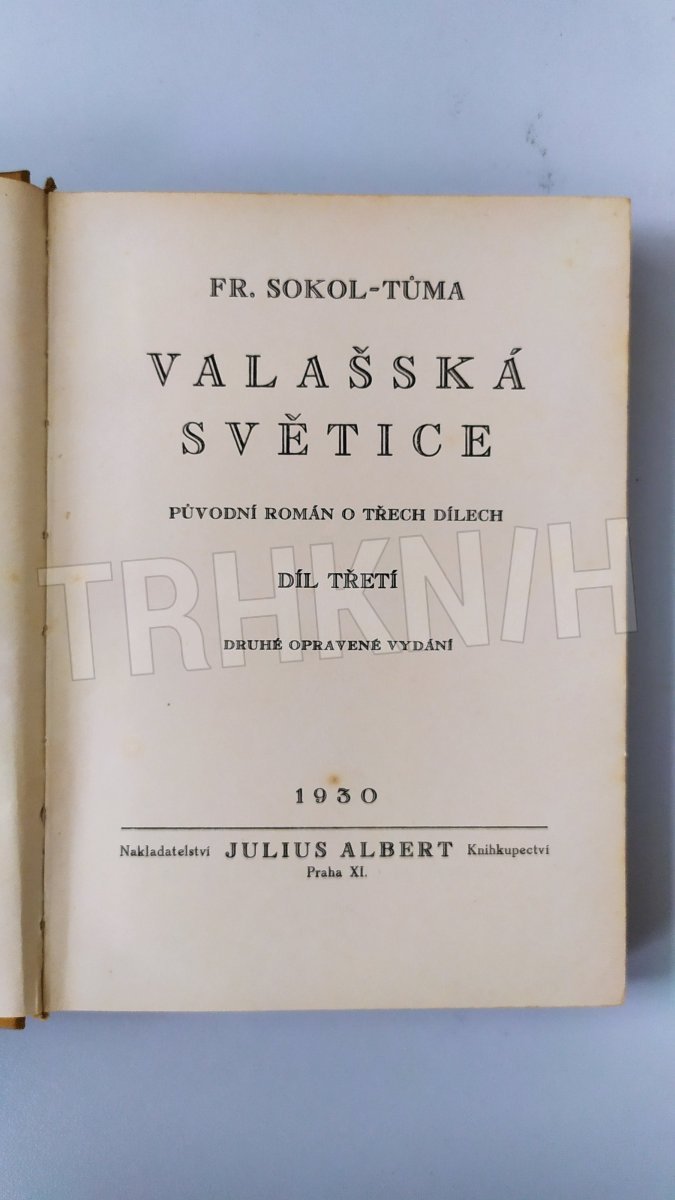 FR. SOKOL-TŮMA
VALAŠSKÁ
SVĚTICE
PŮVODNÍ ROMÁN O TŘECH DÍLECH
DÍL TŘETÍ
TRHKNIH
DRUHÉ OPRAVENÉ VYDÁNÍ
1930
Nakladatelství JULIUS ALBERT Knihkupectví
Praha XI.